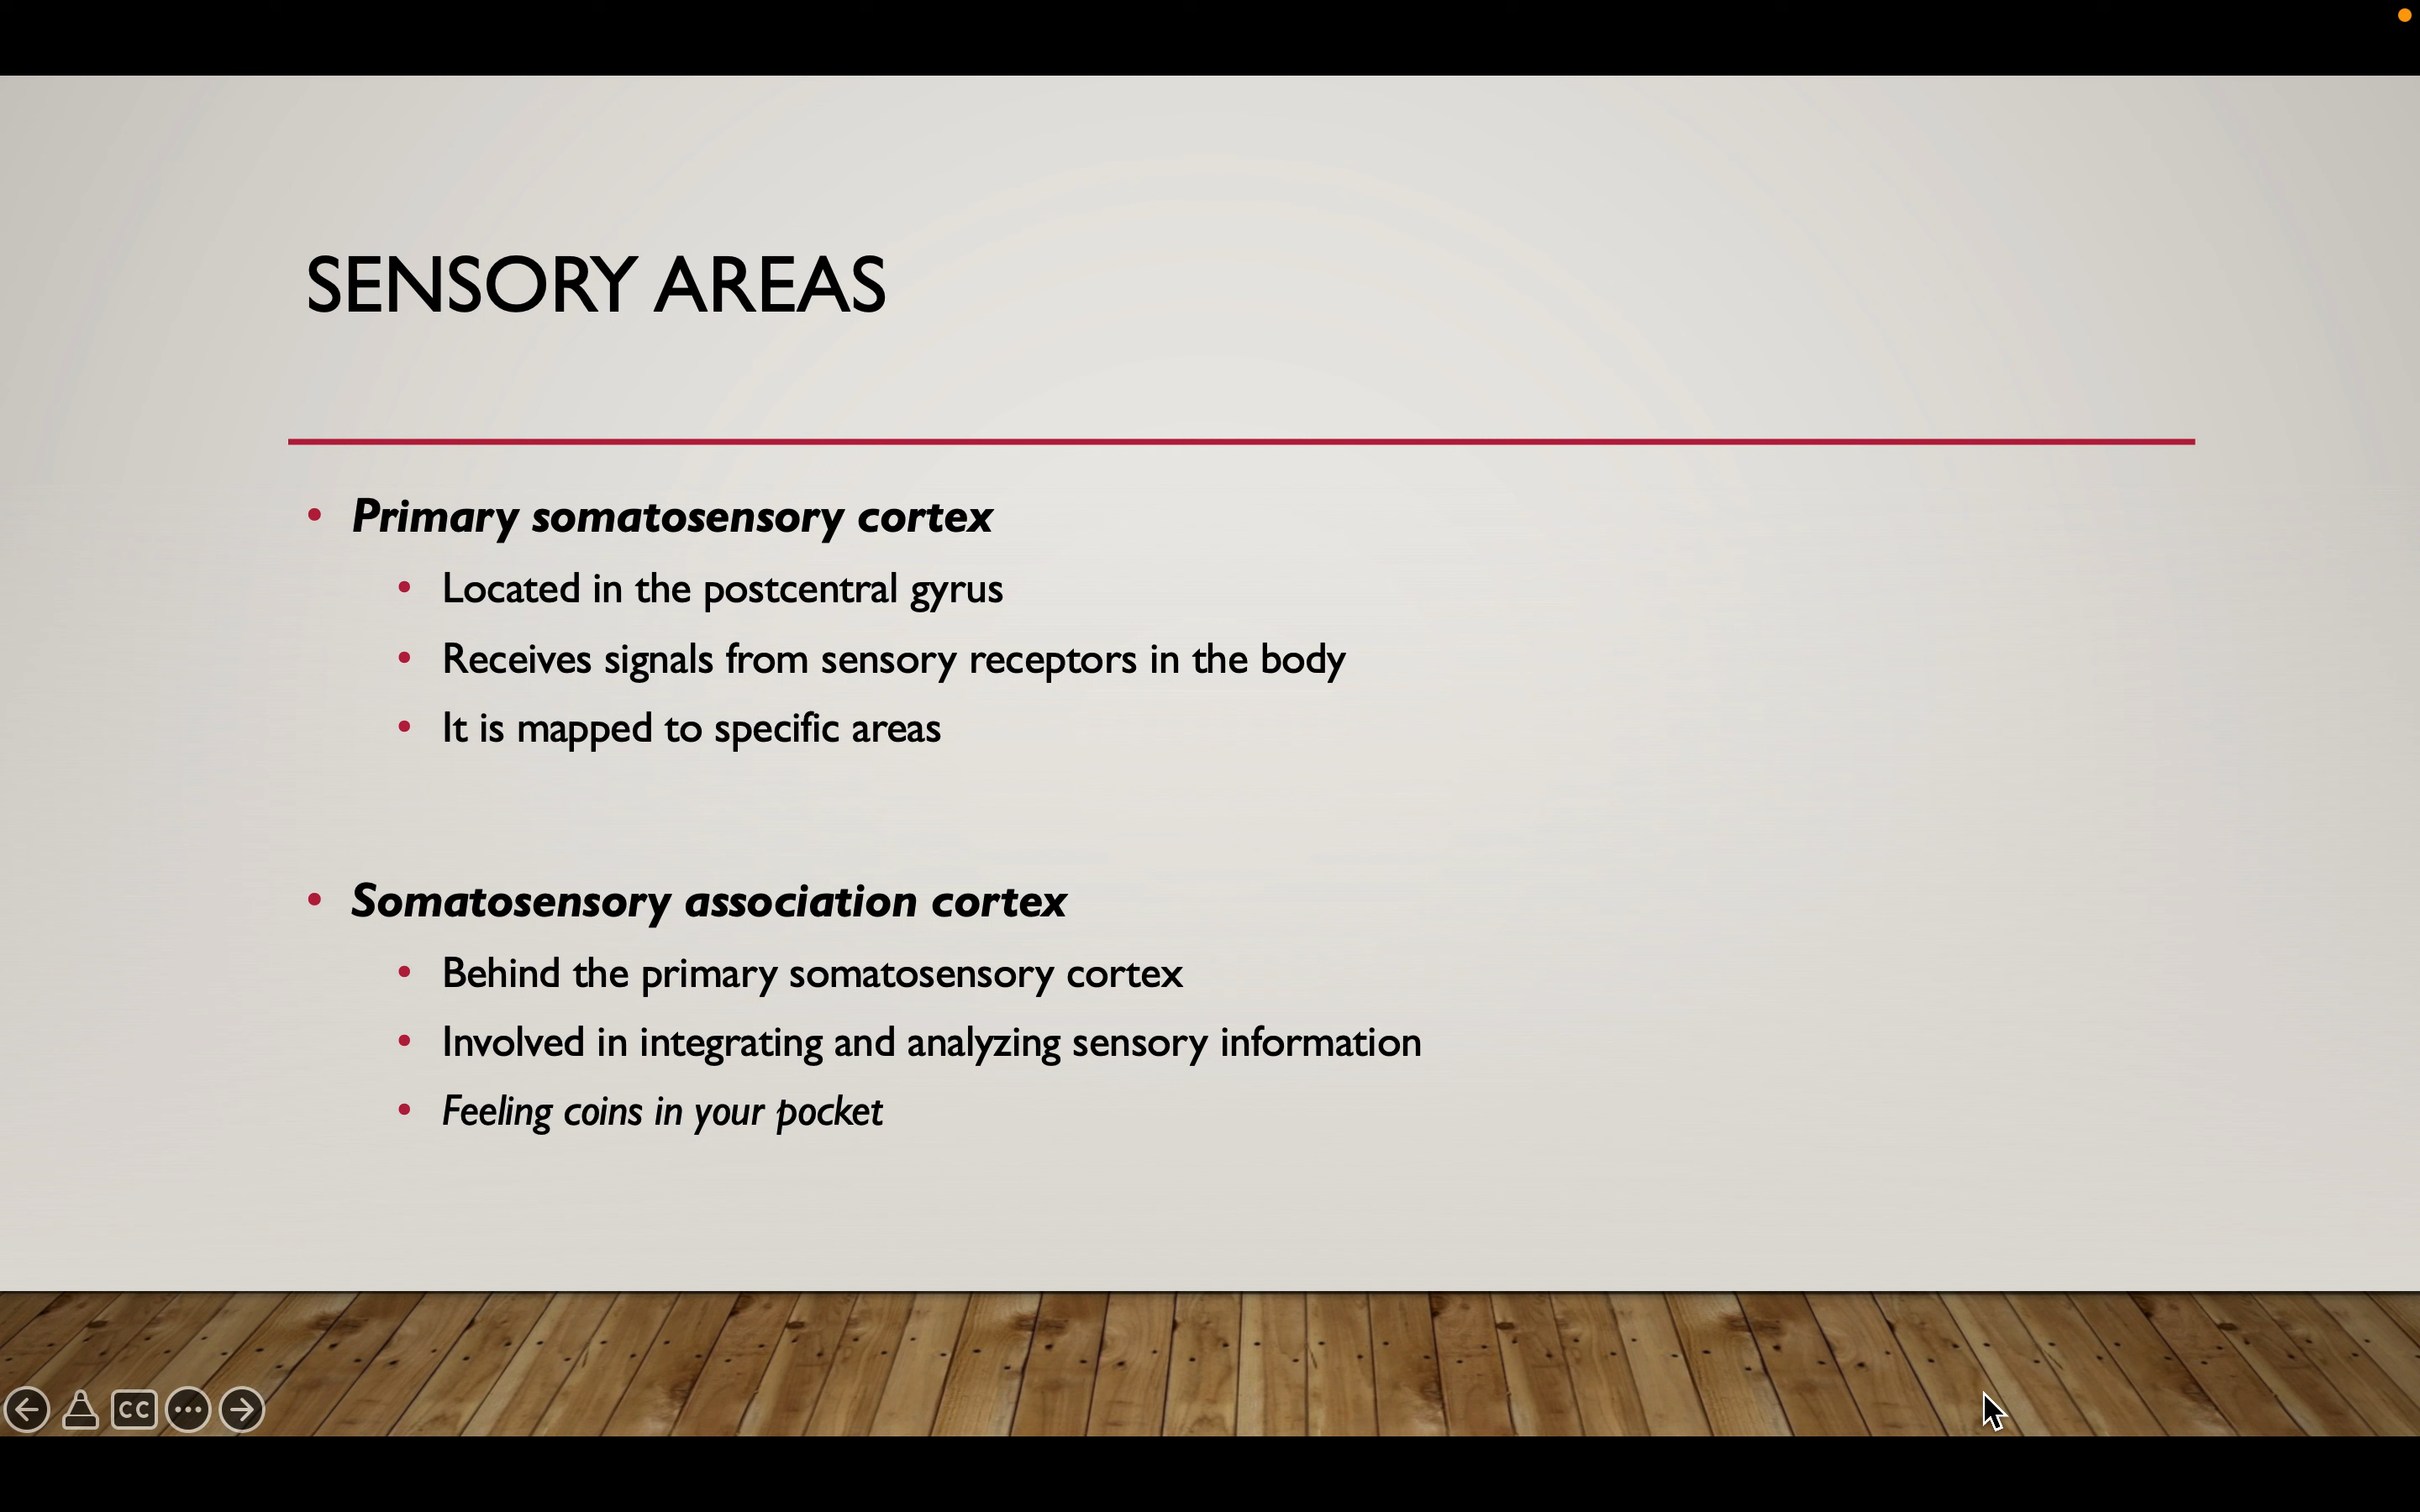 SENSORY AREAS
• Primary somatosensory cortex
• Located in the postcentral gyrus
• Receives signals from sensory receptors in the body
• It is mapped to specific areas
• Somatosensory association cortex
• Behind the primary somatosensory cortex
• Involved in integrating and analyzing sensory information
• Feeling coins in your pocket
CC